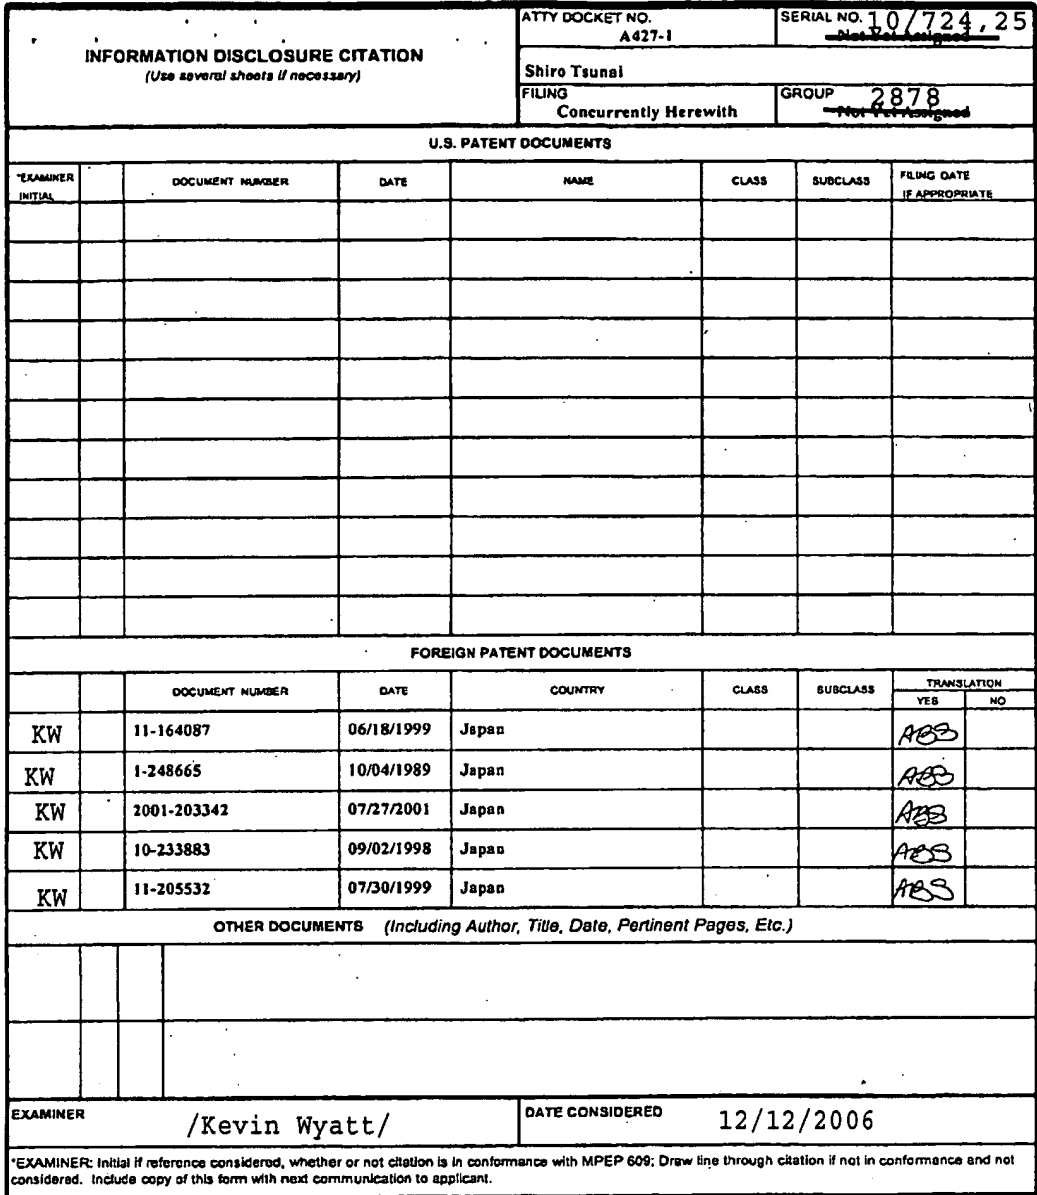 ATTY DOCKET NO.
A427-1
SERIAL NO. 10/724,25
Not Yet Assigned
INFORMATION DISCLOSURE CITATION
(Use several sheets if necessary)
Shiro Tsunai
FILING
Concurrently Herewith
GROUP 2878
Not Yet Assigned
U.S. PATENT DOCUMENTS
*EXAMINER INITIAL DOCUMENT NUMBER DATE NAME CLASS SUBCLASS FILING DATE IF APPROPRIATE
FOREIGN PATENT DOCUMENTS
DOCUMENT NUMBER DATE COUNTRY CLASS SUBCLASS TRANSLATION
YES NO
KW 11-164087 06/18/1999 Japan ABS
KW 1-248665 10/04/1989 Japan ABS
KW 2001-203342 07/27/2001 Japan ABS
KW 10-233883 09/02/1998 Japan ABS
KW 11-205532 07/30/1999 Japan ABS
OTHER DOCUMENTS (Including Author, Title, Date, Pertinent Pages, Etc.)
EXAMINER /Kevin Wyatt/ DATE CONSIDERED 12/12/2006
*EXAMINER: Initial if reference considered, whether or not citation is in conformance with MPEP 609; Draw line through citation if not in conformance and not
considered. Include copy of this form with next communication to applicant.